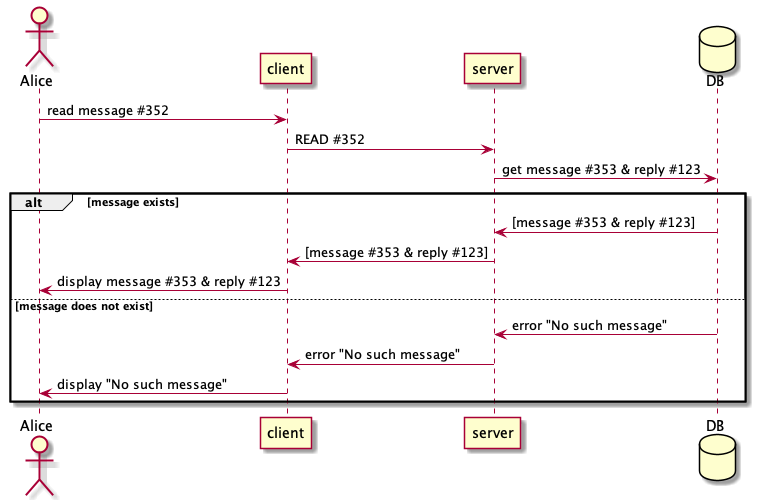 Alice
client
server
DB
read message #352
READ #352
get message #353 & reply #123
alt [message exists]
[message #353 & reply #123]
[message #353 & reply #123]
display message #353 & reply #123
[message does not exist]
error "No such message"
error "No such message"
display "No such message"
Alice
client
server
DB